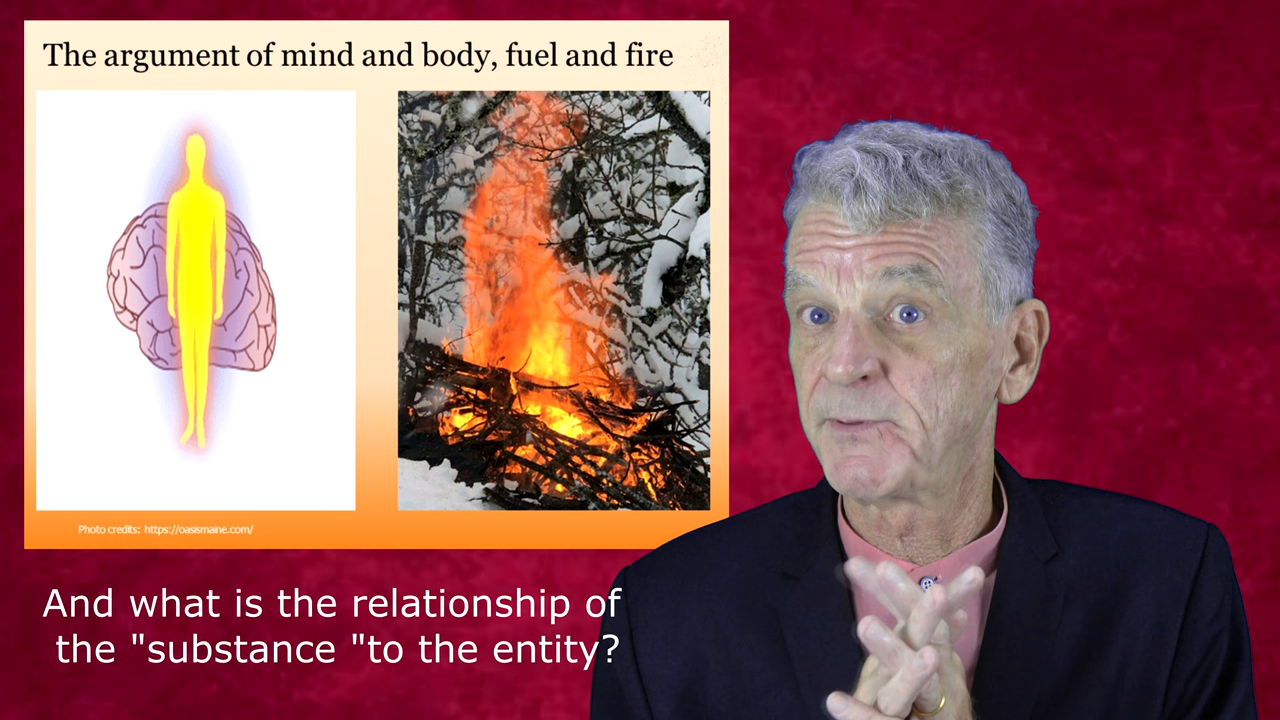 The argument of mind and body, fuel and fire
Photo credits: https://oasismaine.com/
And what is the relationship of
the "substance "to the entity?